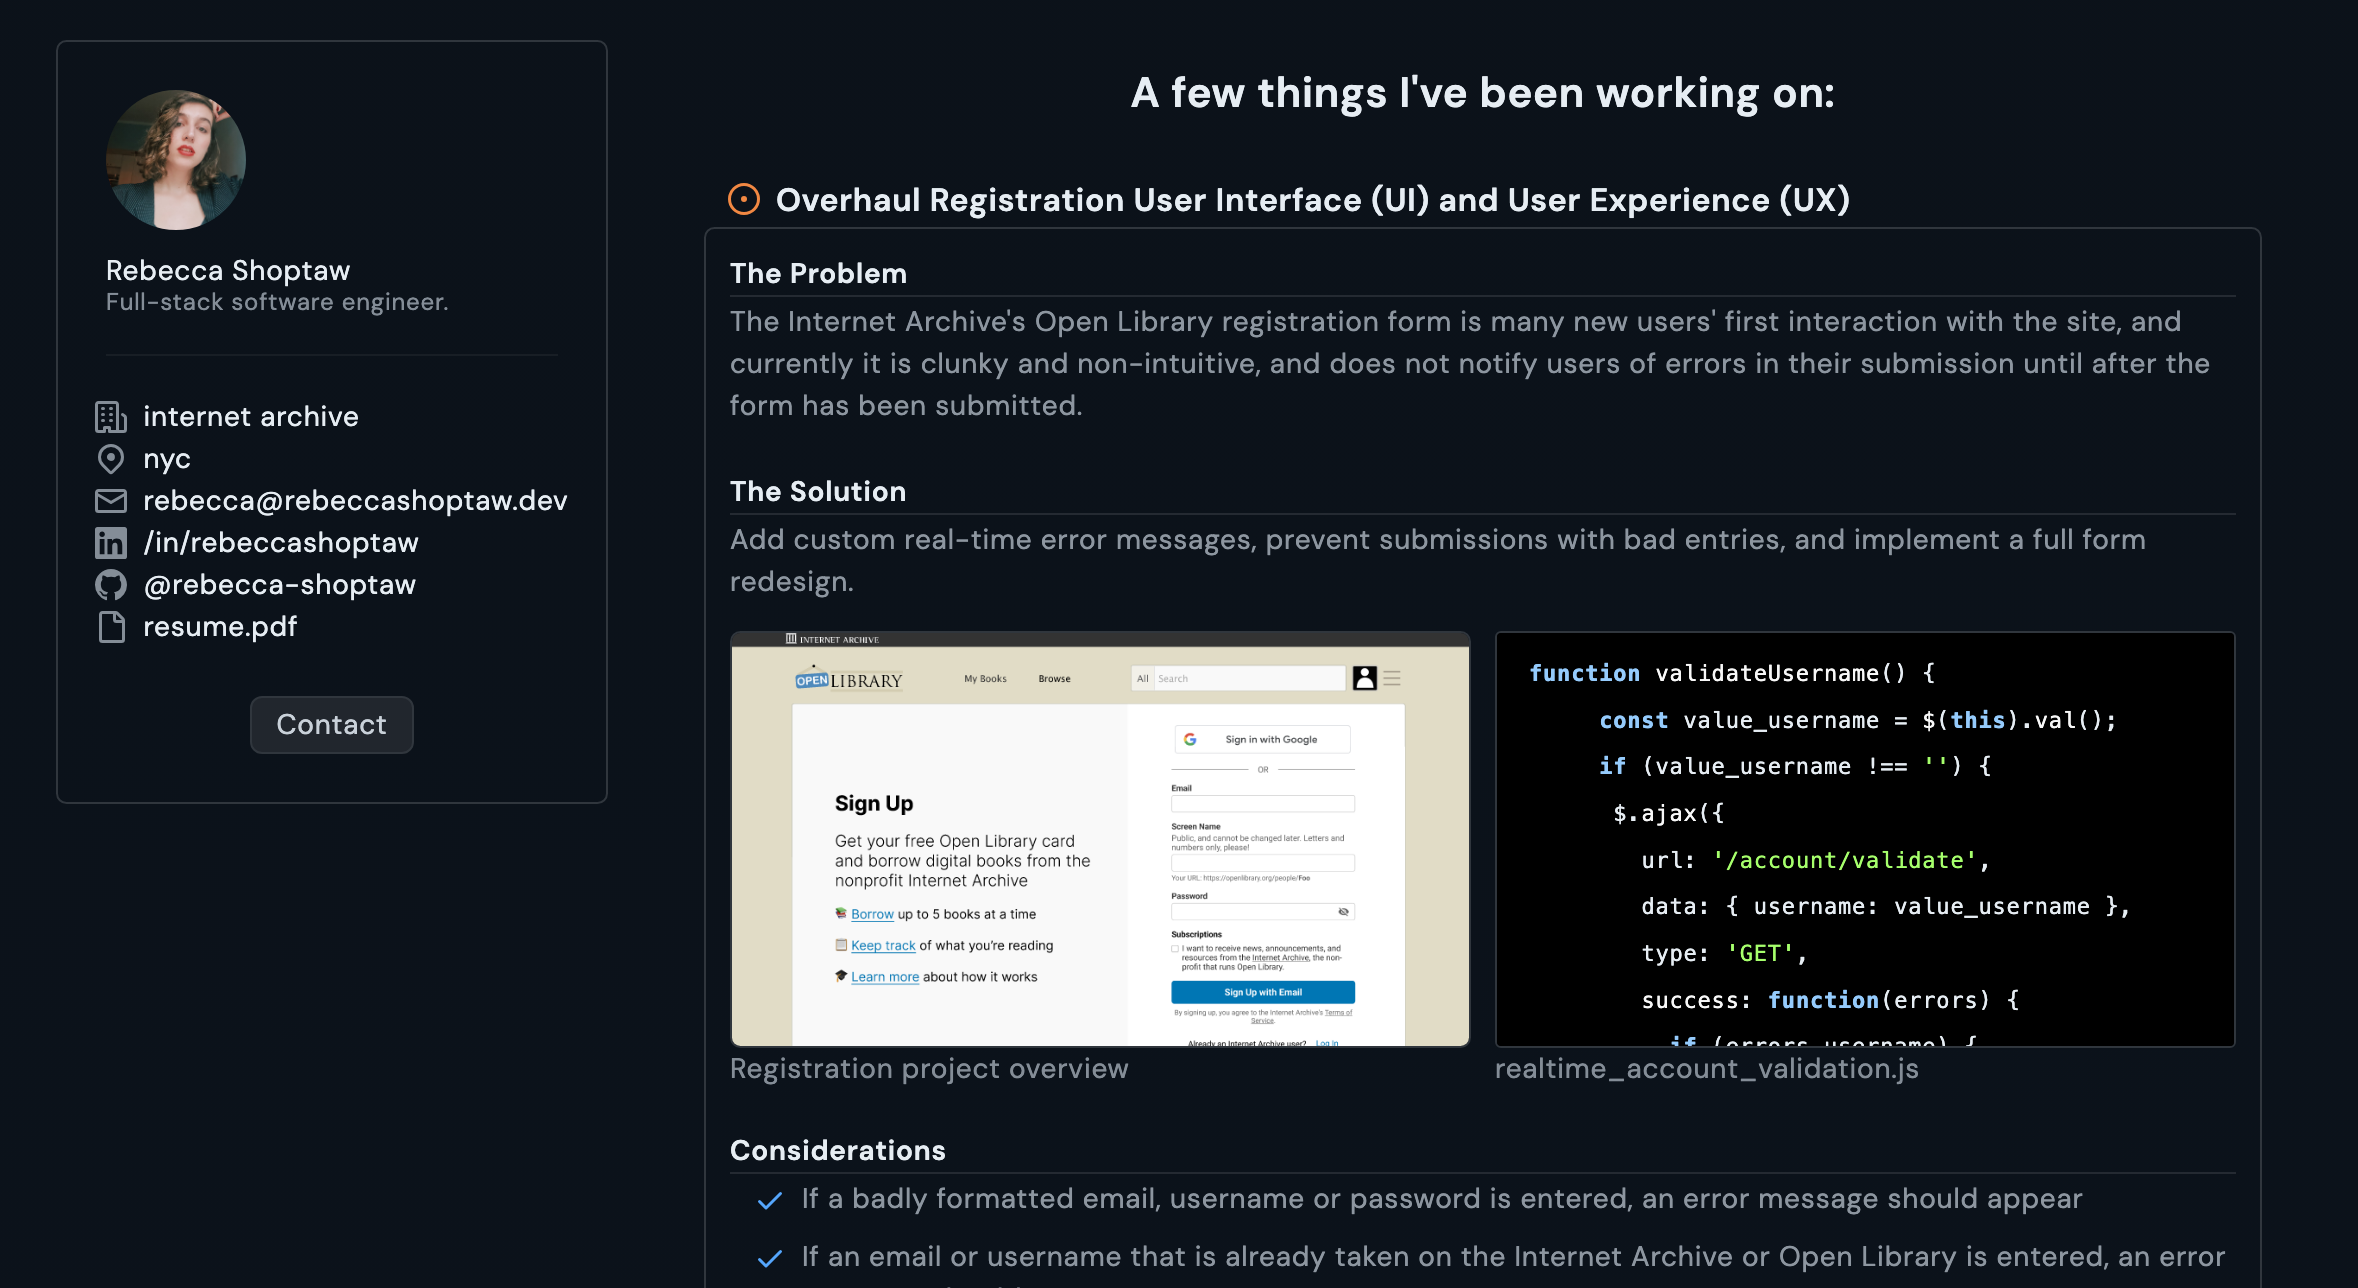 Rebecca Shoptaw
Full-stack software engineer.
internet archive
nyc
rebecca@rebeccashoptaw.dev
/in/rebeccashoptaw
@rebecca-shoptaw
resume.pdf
Contact
A few things I've been working on:
Overhaul Registration User Interface (UI) and User Experience (UX)
The Problem
The Internet Archive's Open Library registration form is many new users' first interaction with the site, and
currently it is clunky and non-intuitive, and does not notify users of errors in their submission until after the
form has been submitted.
The Solution
Add custom real-time error messages, prevent submissions with bad entries, and implement a full form
redesign.
INTERNET ARCHIVE
OPEN LIBRARY
My Books
Browse
All
Search
Sign Up
Get your free Open Library card
and borrow digital books from the
nonprofit Internet Archive
Borrow up to 5 books at a time
Keep track of what you're reading
Learn more about how it works
Sign in with Google
OR
Email
Screen Name
Public, and cannot be changed later. Letters and
numbers only, please!
Your URL: https://openlibrary.org/people/Foo
Password
Subscriptions
I want to receive news, announcements, and
resources from the Internet Archive, the non-
profit that runs Open Library.
Sign Up with Email
By signing up, you agree to the Internet Archive's Terms of
Service.
Already an Internet Archive user? Log In
Registration project overview
function validateUsername() {
const value_username = $(this).val();
if (value_username !== '') {
$.ajax({
url: '/account/validate',
data: { username: value_username },
type: 'GET',
success: function(errors) {
if (errors.username) {
realtime_account_validation.js
Considerations
If a badly formatted email, username or password is entered, an error message should appear
If an email or username that is already taken on the Internet Archive or Open Library is entered, an error